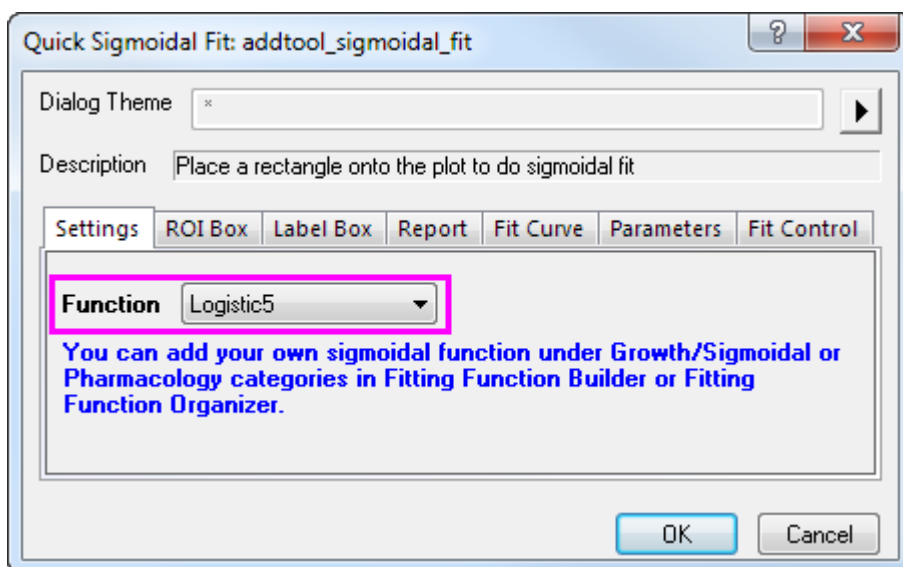 Quick Sigmoidal Fit: addtool_sigmoidal_fit
?
Dialog Theme *
Description Place a rectangle onto the plot to do sigmoidal fit
Settings ROI Box Label Box Report Fit Curve Parameters Fit Control
Function Logistic5
You can add your own sigmoidal function under Growth/Sigmoidal or
Pharmacology categories in Fitting Function Builder or Fitting
Function Organizer.
OK Cancel